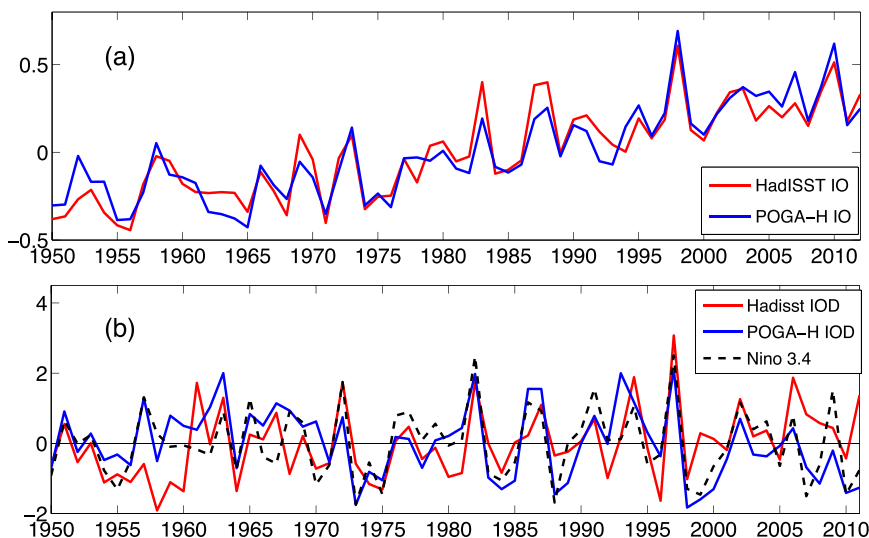 (a)
0.5
0
−0.5
HadISST IO
POGA−H IO
1950 1955 1960 1965 1970 1975 1980 1985 1990 1995 2000 2005 2010
(b)
4
2
0
−2
Hadisst IOD
POGA−H IOD
Nino 3.4
1950 1955 1960 1965 1970 1975 1980 1985 1990 1995 2000 2005 2010